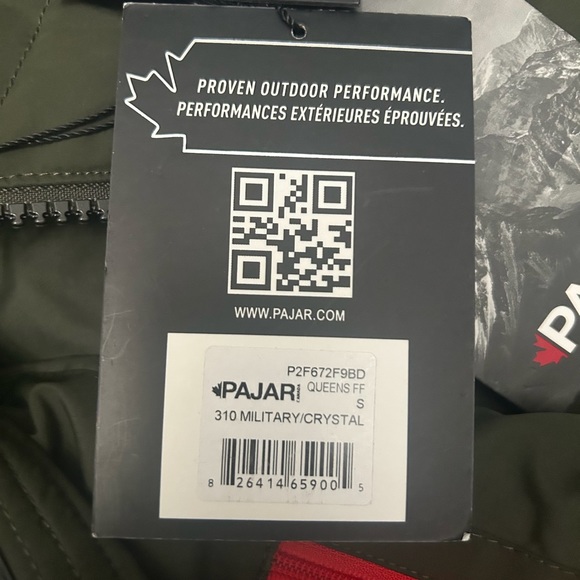 PROVEN OUTDOOR PERFORMANCE.
PERFORMANCES EXTÉRIEURES ÉPROUVÉES.
WWW.PAJAR.COM
P2F672F9BD
PAJAR
QUEENS FF
S
310 MILITARY/CRYSTAL
8 26414 65900 5
PA